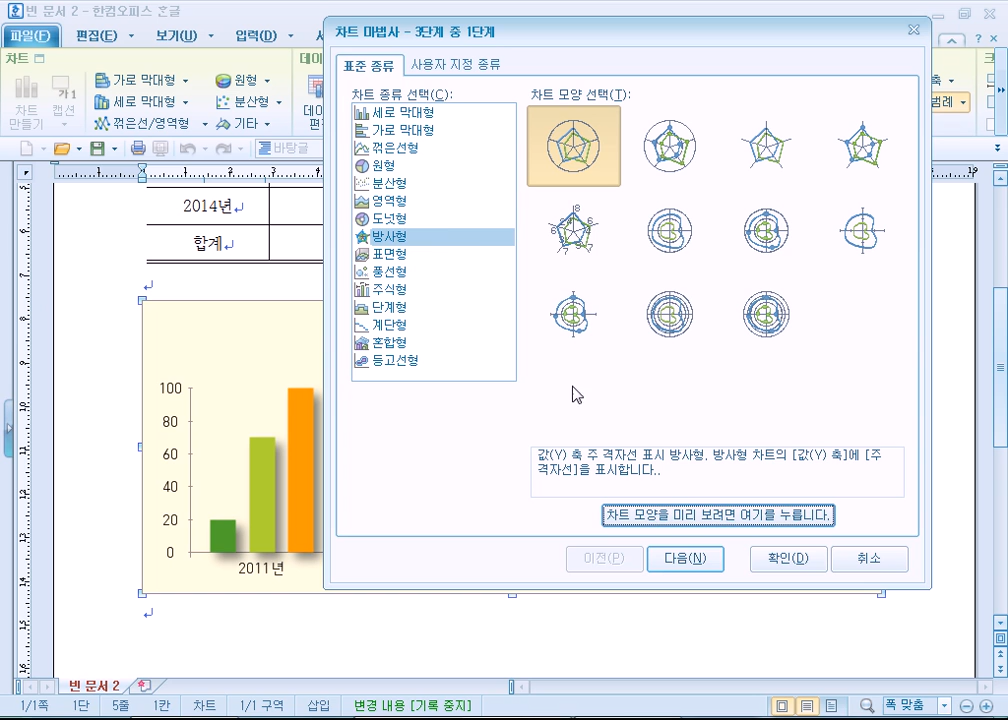 빈 문서 2 - 한컴오피스 한글
파일(F) 편집(E) 보기(U) 입력(D)
차트
차트 만들기
캡션
가로 막대형
세로 막대형
꺾은선/영역형
원형
분산형
기타
바탕글
범례
2014년
합계
100
80
60
40
20
0
2011년
차트 마법사 - 3단계 중 1단계
표준 종류 사용자 지정 종류
차트 종류 선택(C): 차트 모양 선택(T):
세로 막대형
가로 막대형
꺾은선형
원형
분산형
영역형
도넛형
방사형
표면형
풍선형
주식형
단계형
계단형
혼합형
등고선형
값(Y) 축 주 격자선 표시 방사형. 방사형 차트의 [값(Y) 축]에 [주
격자선]을 표시합니다..
차트 모양을 미리 보려면 여기를 누릅니다.
이전(P) 다음(N) 확인(D) 취소
빈 문서 2
1/1쪽 1단 5줄 1칸 차트 1/1 구역 삽입 변경 내용 [기록 중지] 폭 맞춤